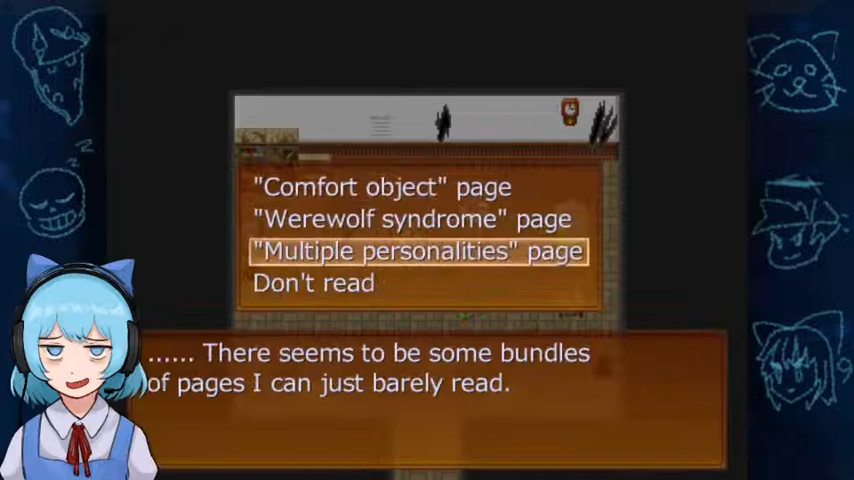 "Comfort object" page
"Werewolf syndrome" page
"Multiple personalities" page
Don't read
...... There seems to be some bundles
of pages I can just barely read.
z z z